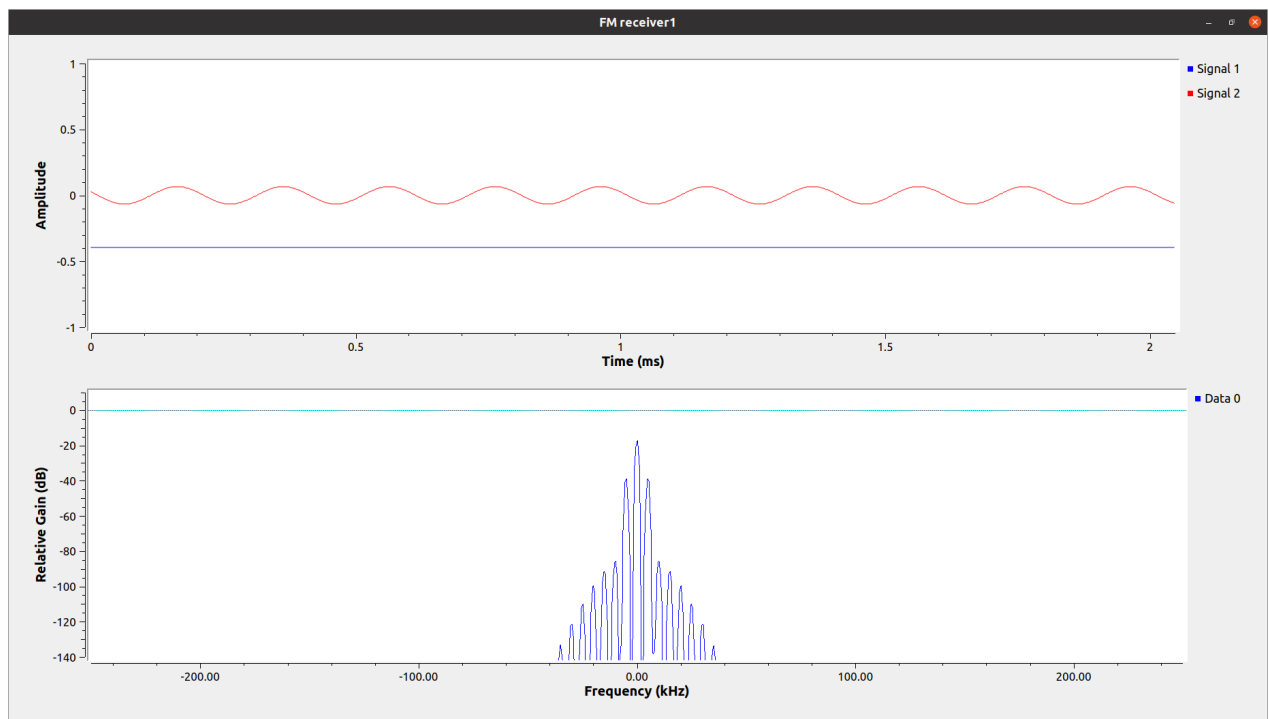 FM receiver1
Signal 1
Signal 2
Amplitude
1
0.5
0
-0.5
-1
0 0.5 1 1.5 2
Time (ms)
Data 0
Relative Gain (dB)
0
-20
-40
-60
-80
-100
-120
-140
-200.00 -100.00 0.00 100.00 200.00
Frequency (kHz)